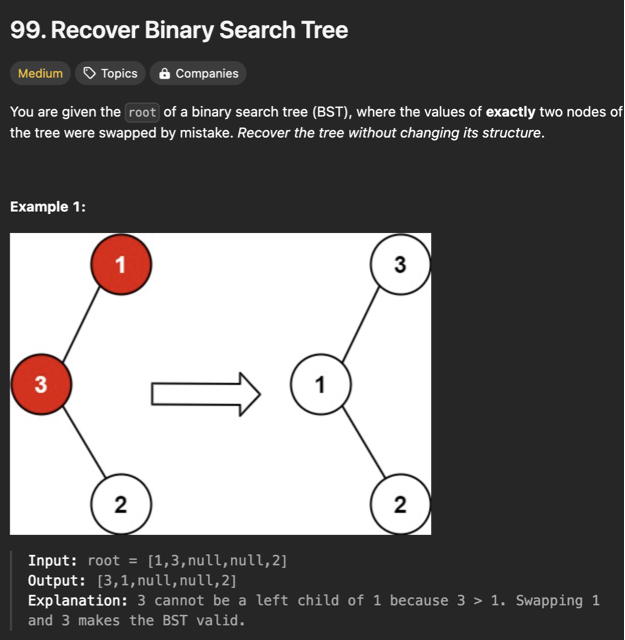 99. Recover Binary Search Tree
Medium Topics Companies
You are given the root of a binary search tree (BST), where the values of exactly two nodes of
the tree were swapped by mistake. Recover the tree without changing its structure.
Example 1:
1 3
3 1
2 2
Input: root = [1,3,null,null,2]
Output: [3,1,null,null,2]
Explanation: 3 cannot be a left child of 1 because 3 > 1. Swapping 1
and 3 makes the BST valid.